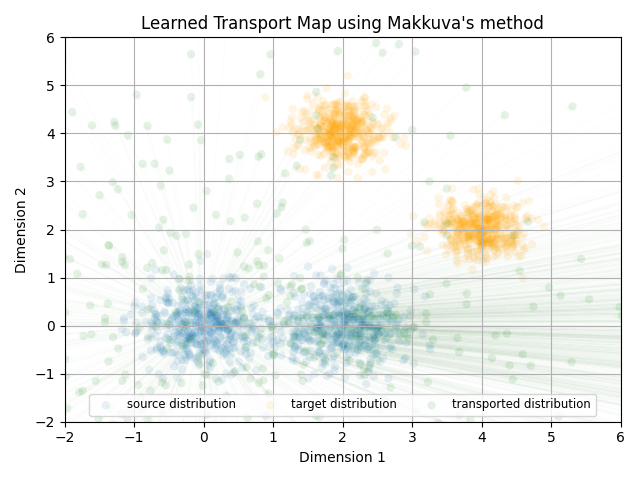 Learned Transport Map using Makkuva's method
6
5
4
3
2
1
0
−1
−2
Dimension 2
source distribution target distribution transported distribution
−2 −1 0 1 2 3 4 5 6
Dimension 1